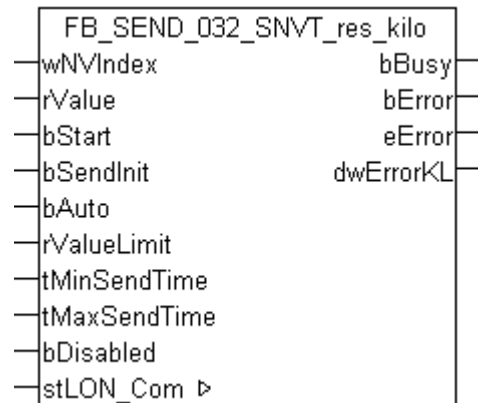 FB_SEND_032_SNVT_res_kilo
wNVIndex bBusy
rValue bError
bStart eError
bSendInit dwErrorKL
bAuto
rValueLimit
tMinSendTime
tMaxSendTime
bDisabled
stLON_Com ▷